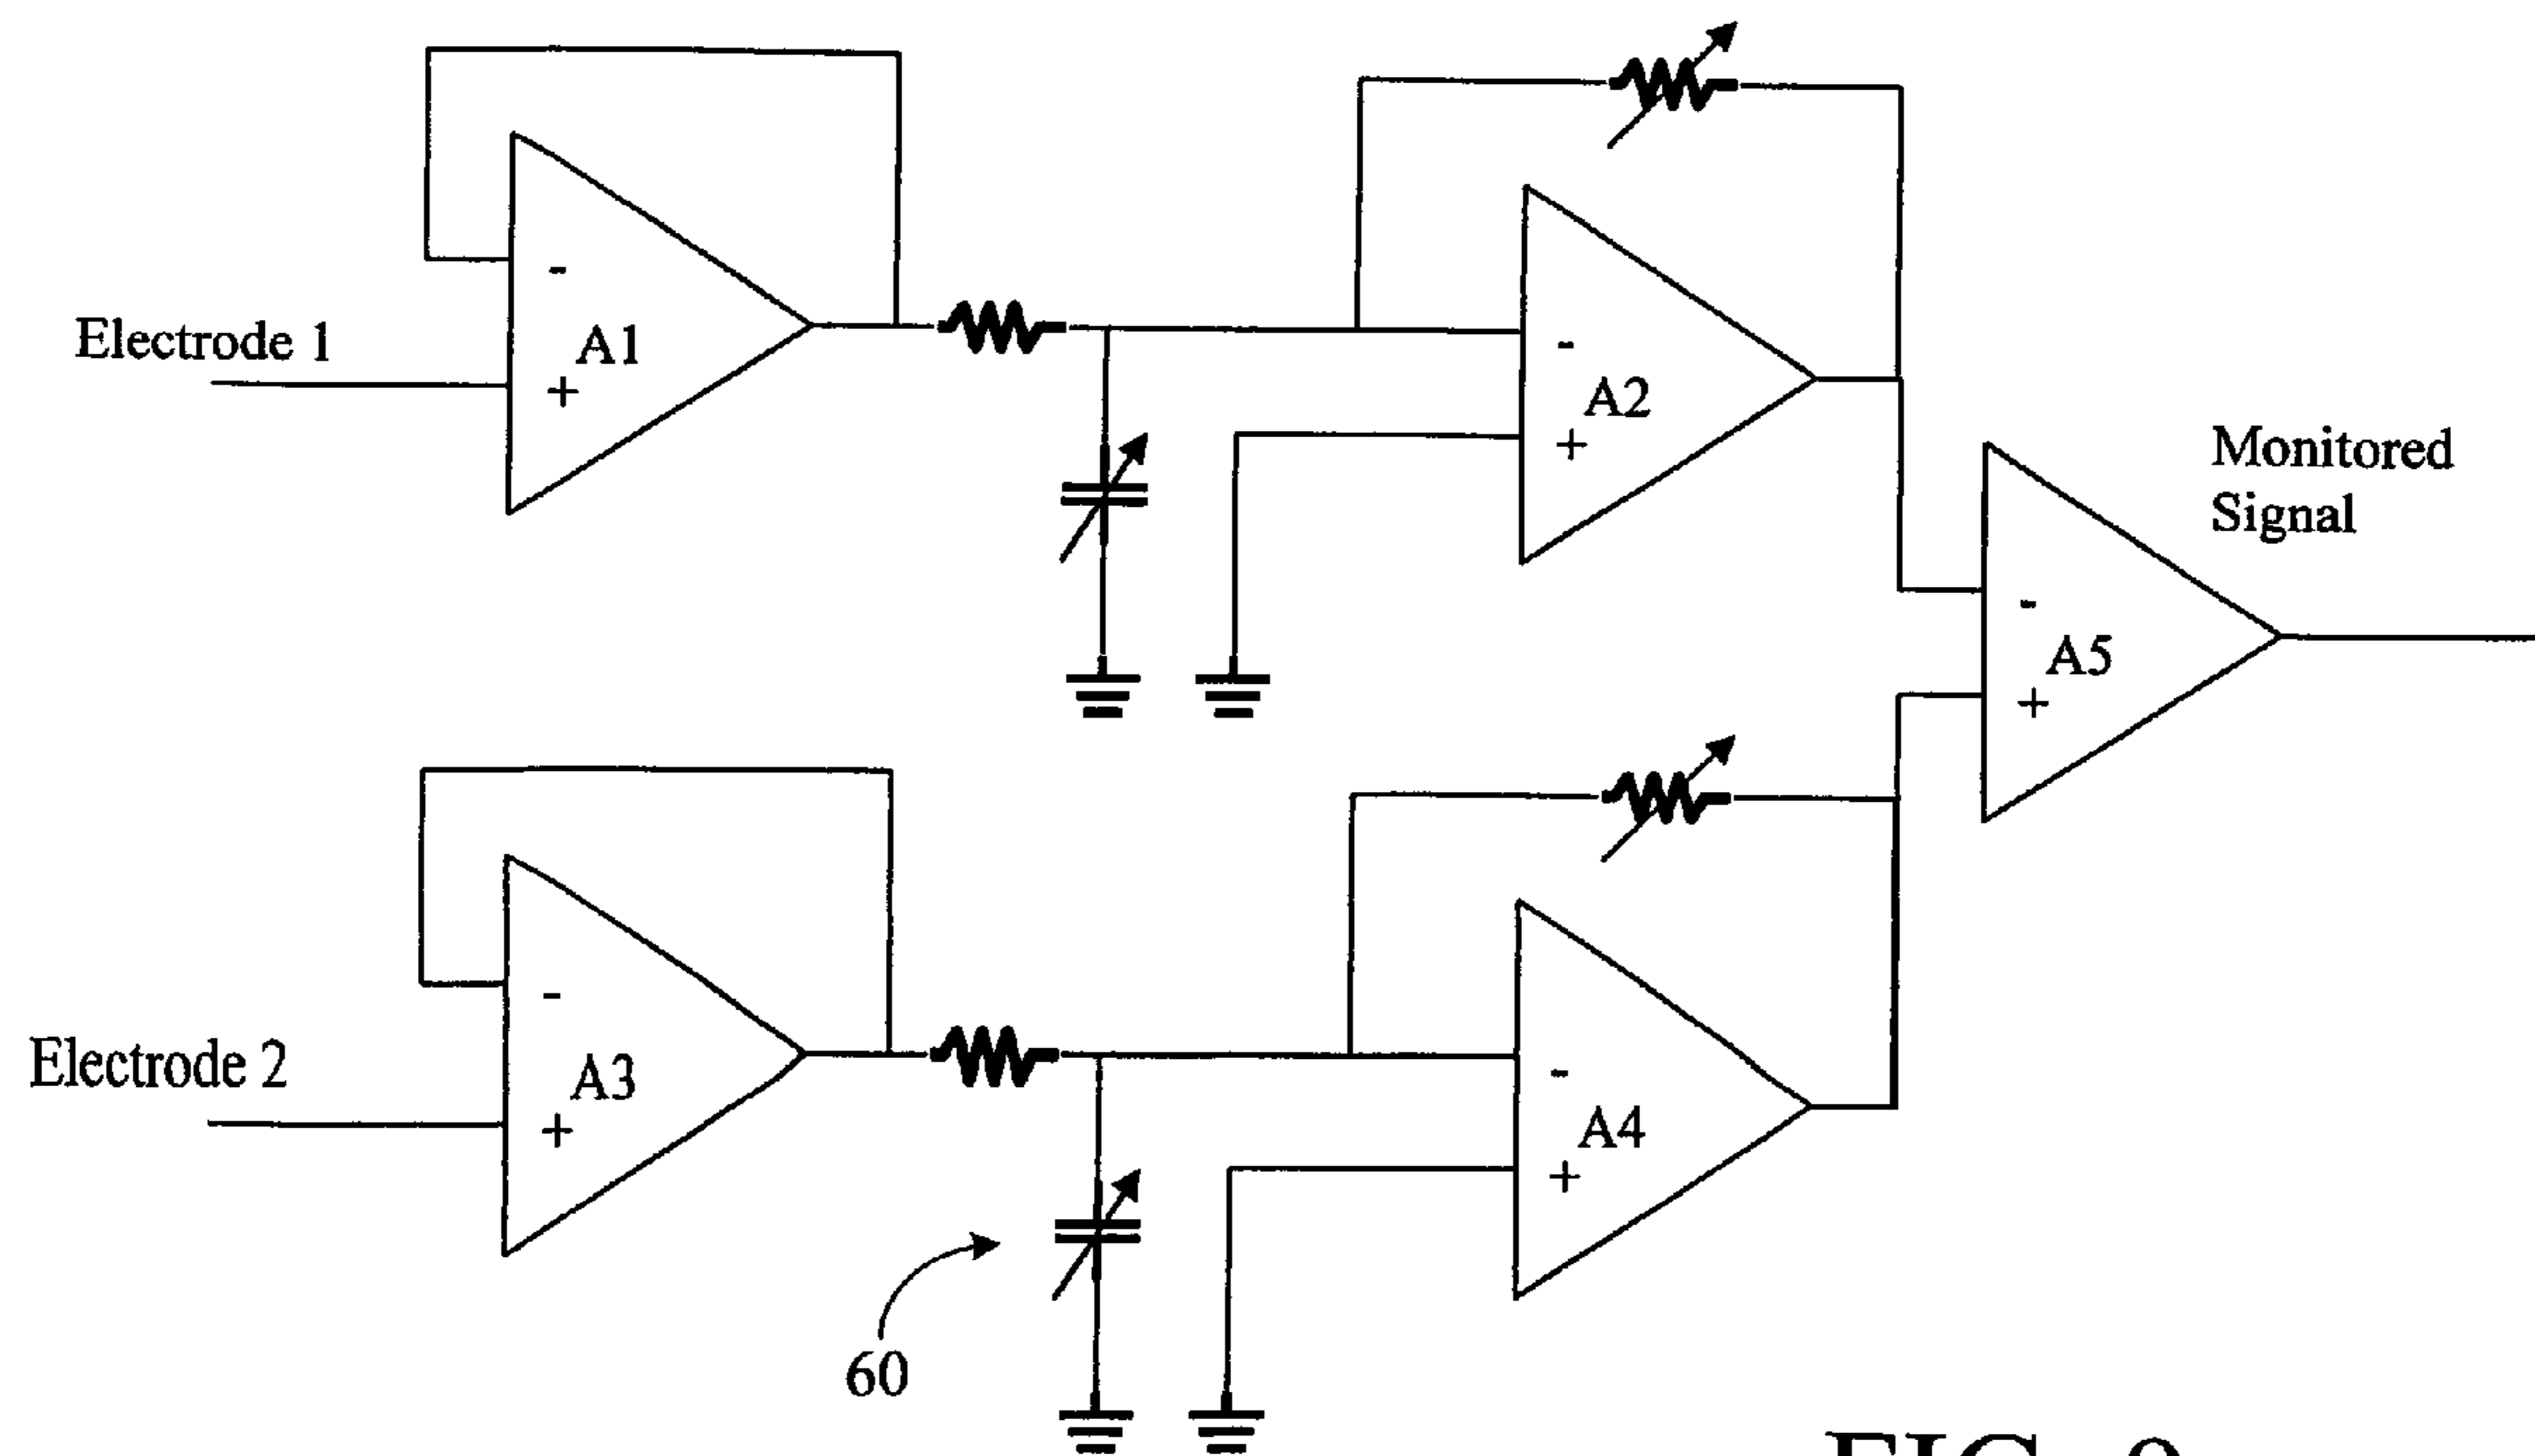 Electrode 1
-
A1
+
-
A2
+
Monitored
Signal
-
A5
+
Electrode 2
-
A3
+
-
A4
+
60